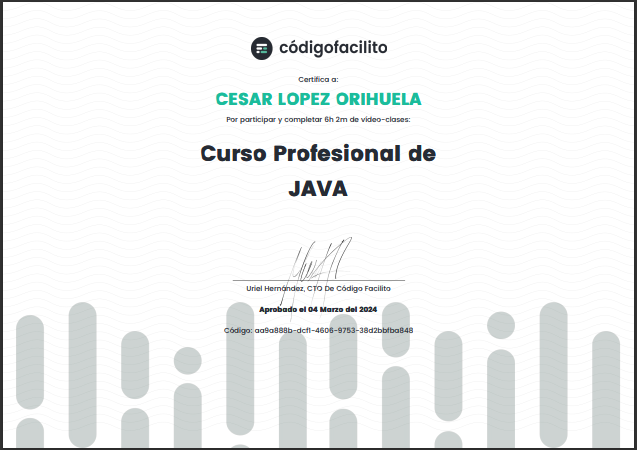 códigofacilito
Certifica a:
CESAR LOPEZ ORIHUELA
Por participar y completar 6h 2m de video-clases:
Curso Profesional de
JAVA
Uriel Hernández, CTO De Código Facilito
Aprobado el 04 Marzo del 2024
Código: aa9a888b-dcf1-4606-9753-38d2bbfba848